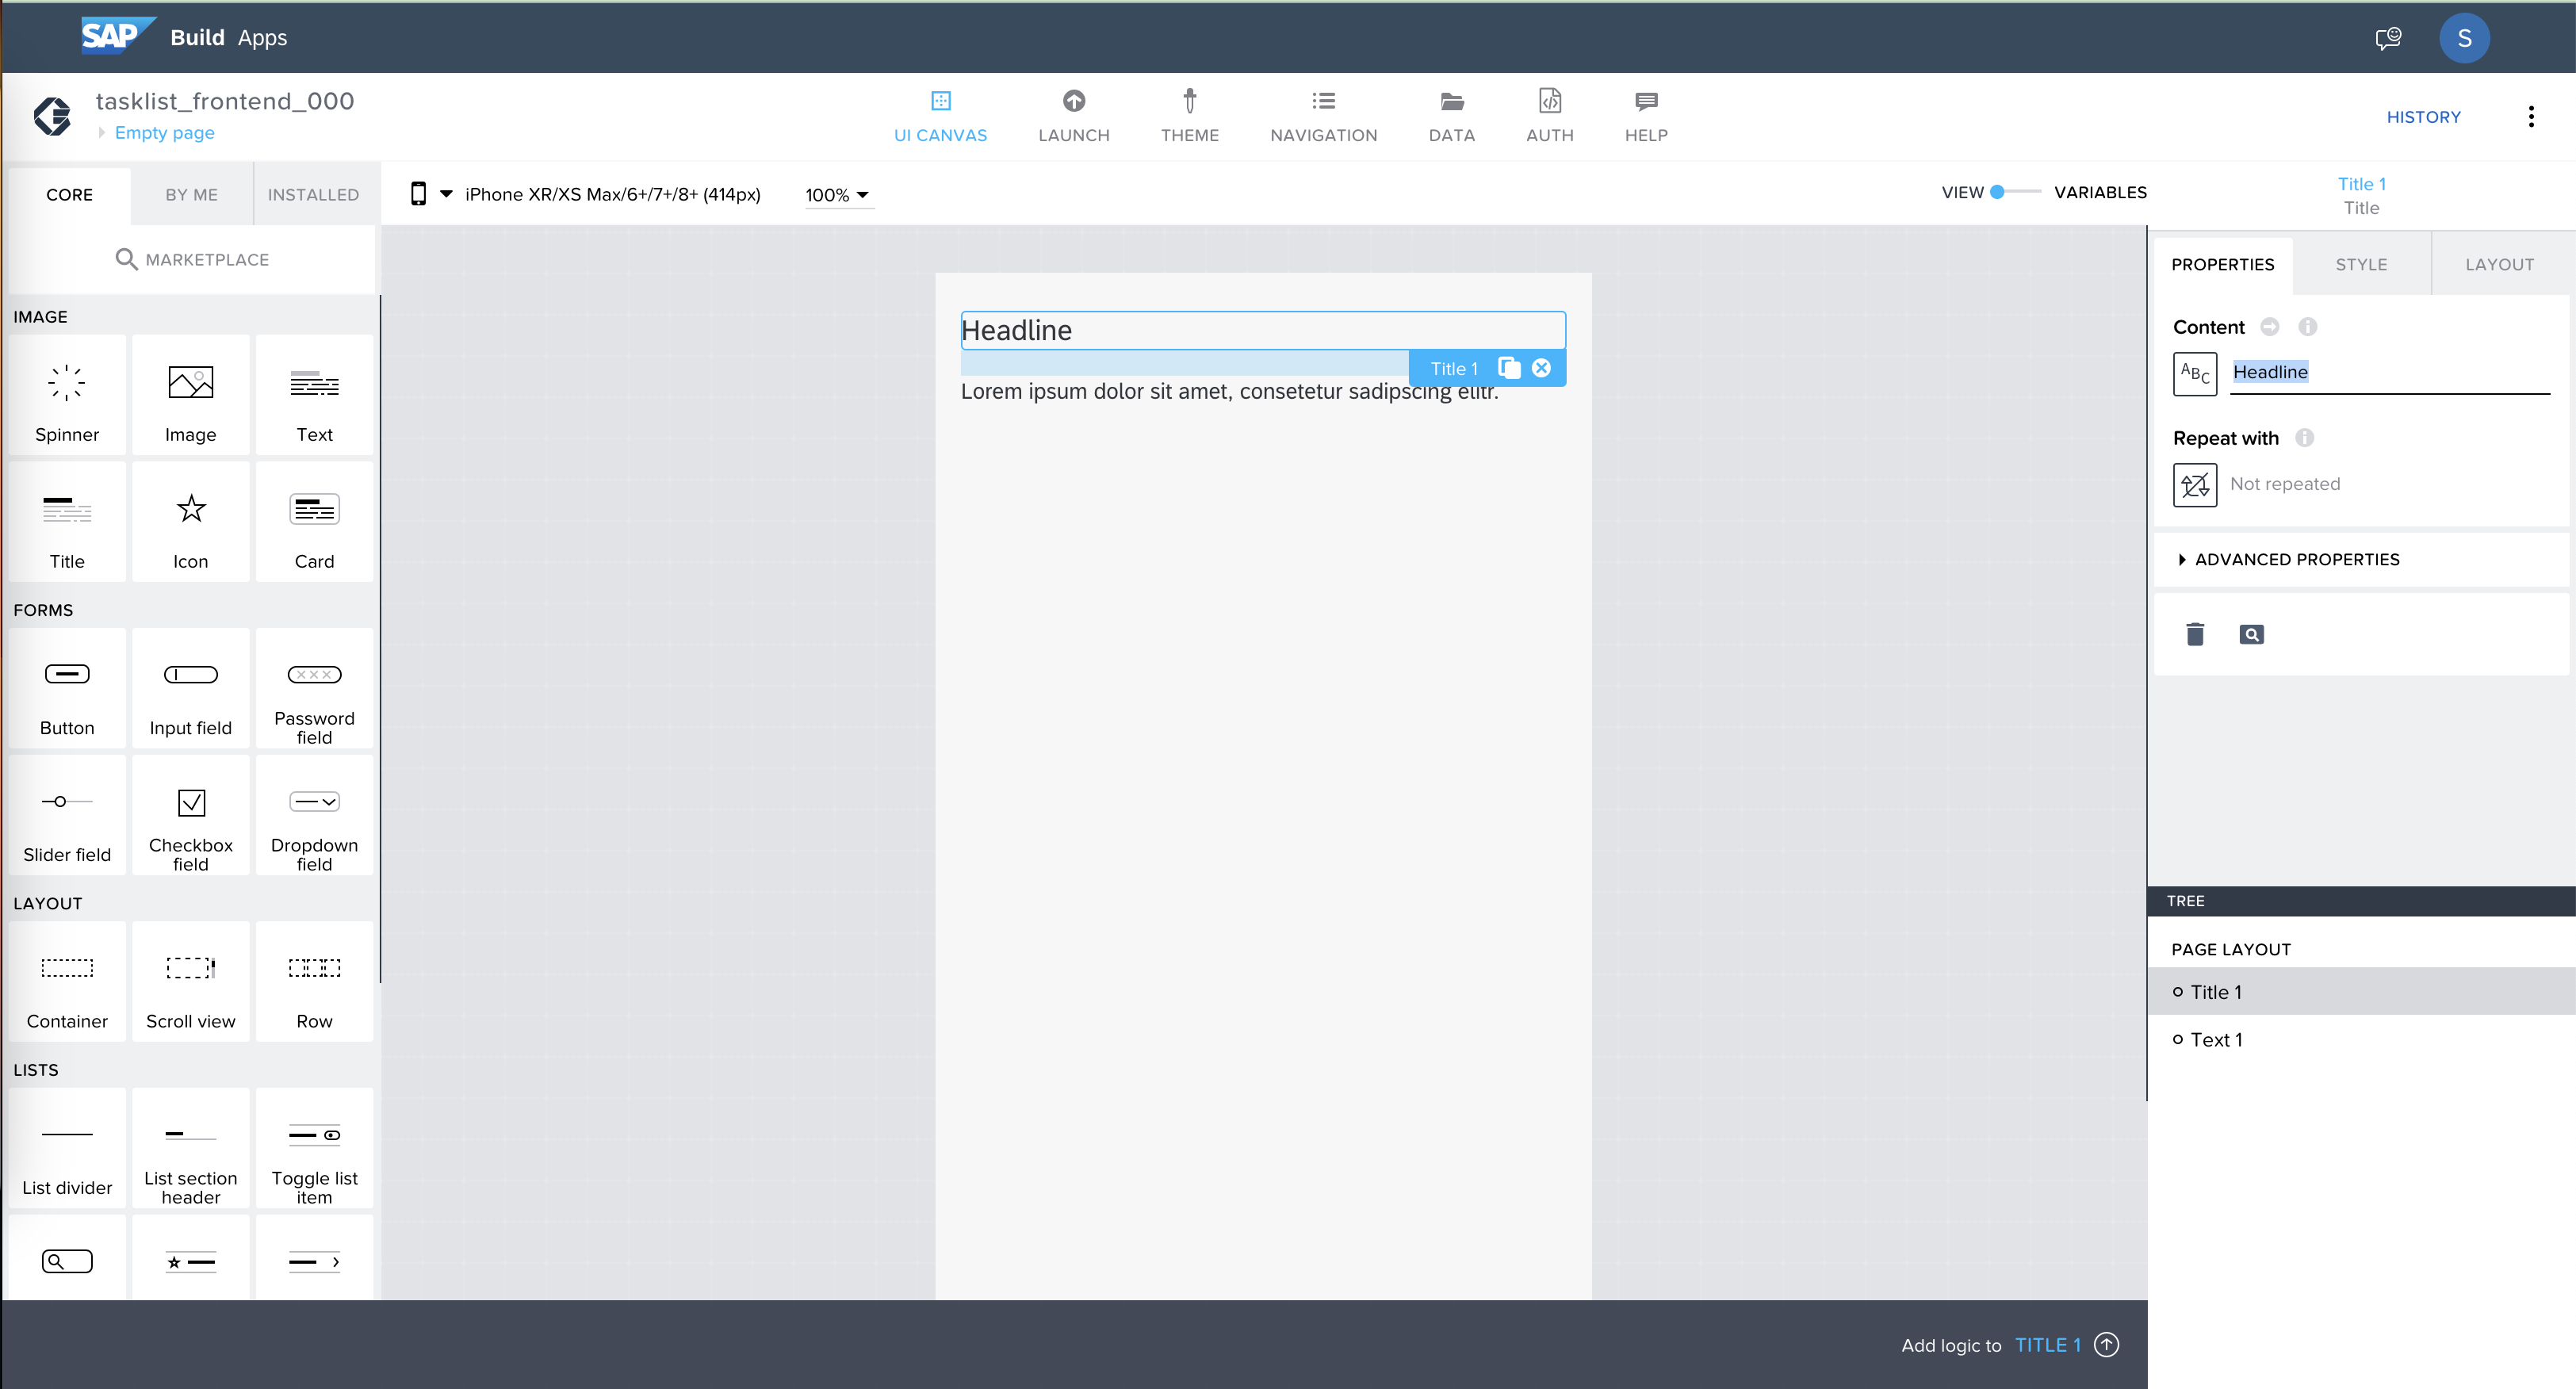 SAP Build Apps
S
tasklist_frontend_000
Empty page
UI CANVAS
LAUNCH
THEME
NAVIGATION
DATA
AUTH
HELP
HISTORY
CORE
BY ME
INSTALLED
iPhone XR/XS Max/6+/7+/8+ (414px)
100%
VIEW
VARIABLES
Title 1
Title
MARKETPLACE
IMAGE
Spinner
Image
Text
Title
Icon
Card
FORMS
Button
Input field
Password
field
Slider field
Checkbox
field
Dropdown
field
LAYOUT
Container
Scroll view
Row
LISTS
List divider
List section
header
Toggle list
item
Headline
Title 1
Lorem ipsum dolor sit amet, consetetur sadipscing elitr.
PROPERTIES
STYLE
LAYOUT
Content
ABC
Headline
Repeat with
Not repeated
ADVANCED PROPERTIES
TREE
PAGE LAYOUT
Title 1
Text 1
Add logic to TITLE 1